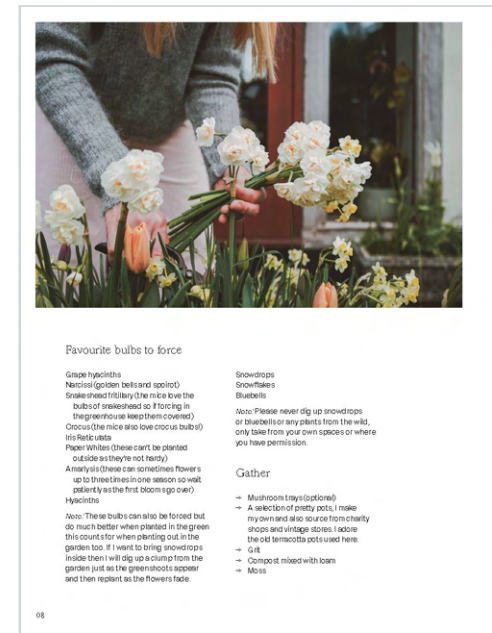 Favourite bulbs to force
Grape hyacinths
Narcissi (golden bells and spoirot)
Snakeshead fritillary (the mice love the
bulbs of snakeshead so if forcing in
the greenhouse keep them covered)
Crocus (the mice also love crocus bulbs!)
Iris Reticulata
Paper Whites (these can't be planted
outside as they're not hardy)
Amarlysis (these can sometimes flowers
up to three times in one season so wait
patiently as the first blooms go over)
Hyacinths
Note: These bulbs can also be forced but
do much better when planted in the green
this counts for when planting out in the
garden too. If I want to bring snowdrops
inside then I will dig up a clump from the
garden just as the greenshoots appear
and then replant as the flowers fade.
Snowdrops
Snowflakes
Bluebells
Note: Please never dig up snowdrops
or bluebells or any plants from the wild,
only take from your own spaces or where
you have permission.
Gather
→ Mushroom trays (optional)
→ A selection of pretty pots, I make
my own and also source from charity
shops and vintage stores. I adore
the old terracotta pots used here.
→ Grit
→ Compost mixed with loam
→ Moss
08